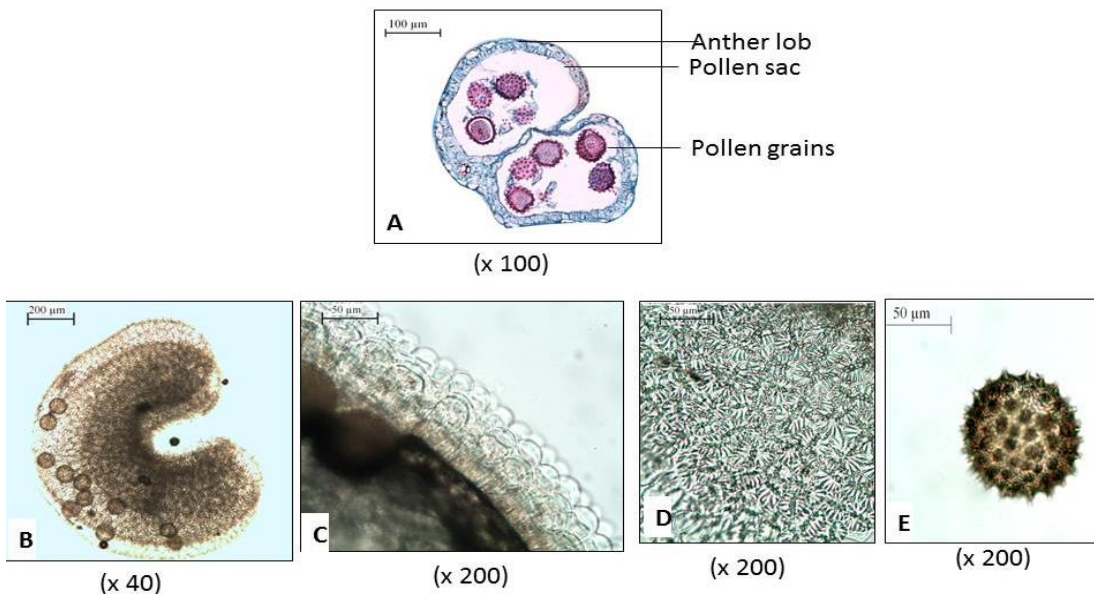 100 µm
Anther lob
Pollen sac
Pollen grains
A
(x 100)
200 µm
B
(x 40)
50 µm
C
(x 200)
50 µm
D
(x 200)
50 µm
E
(x 200)